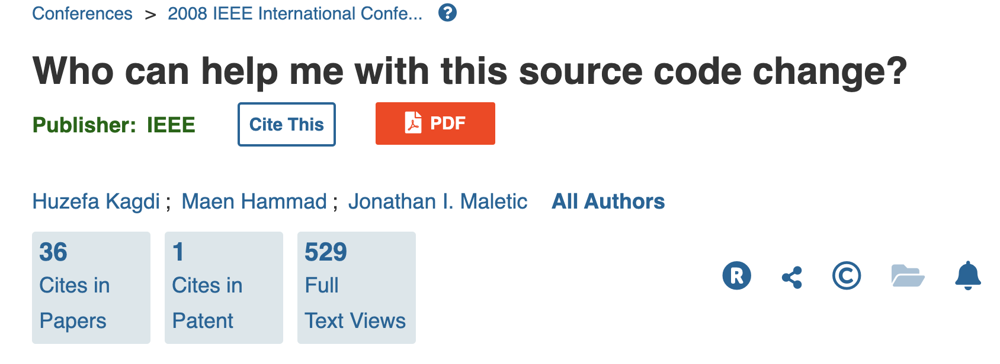 Conferences > 2008 IEEE International Confe... ?
Who can help me with this source code change?
Publisher: IEEE Cite This PDF
Huzefa Kagdi ; Maen Hammad ; Jonathan I. Maletic All Authors
36
Cites in
Papers
1
Cites in
Patent
529
Full
Text Views
R ©